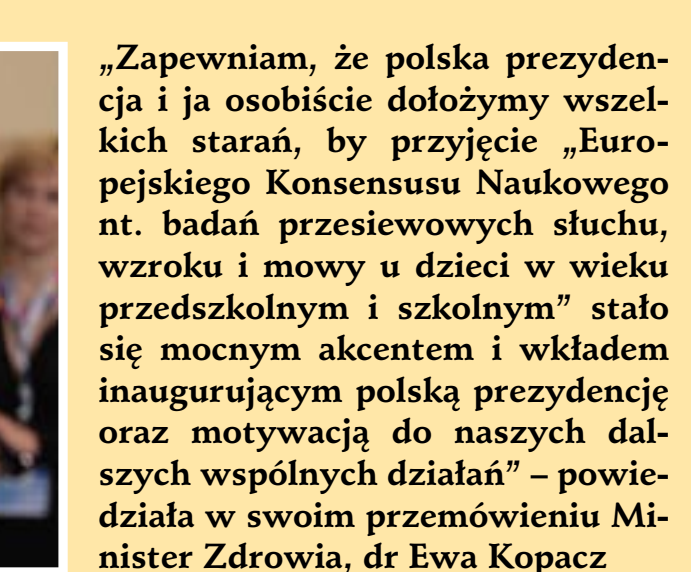 „Zapewniam, że polska prezyden-
cja i ja osobiście dołożymy wszel-
kich starań, by przyjęcie „Euro-
pejskiego Konsensusu Naukowego
nt. badań przesiewowych słuchu,
wzroku i mowy u dzieci w wieku
przedszkolnym i szkolnym” stało
się mocnym akcentem i wkładem
inaugurującym polską prezydencję
oraz motywacją do naszych dal-
szych wspólnych działań” – powie-
działa w swoim przemówieniu Mi-
nister Zdrowia, dr Ewa Kopacz